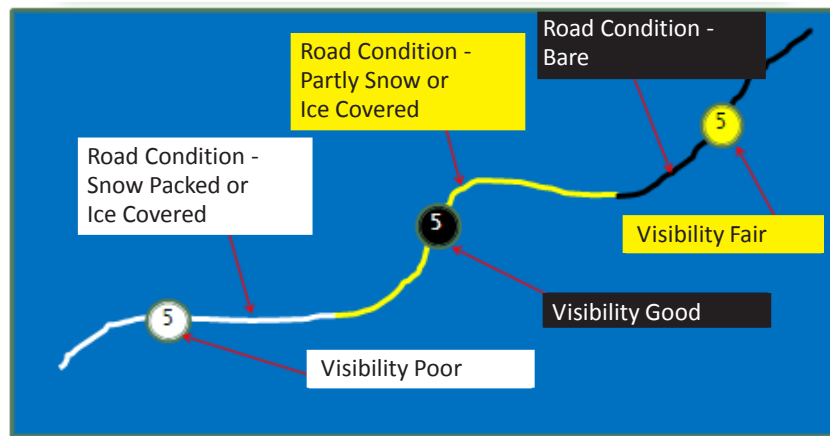 Road Condition -
Partly Snow or
Ice Covered
Road Condition -
Bare
5
Road Condition -
Snow Packed or
Ice Covered
5
Visibility Fair
Visibility Good
5
Visibility Poor